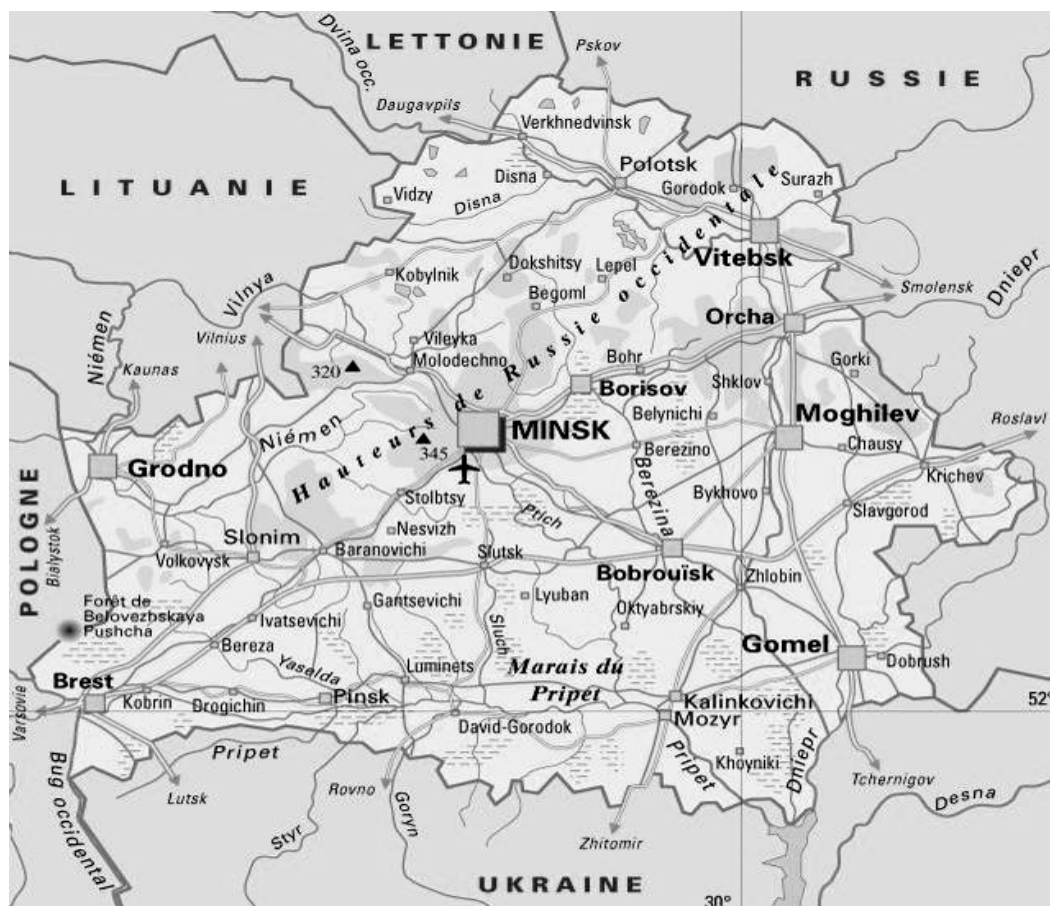 LETTONIE
Pskov
RUSSIE
Dvina occ.
Daugavpils
Verkhnedvinsk
Polotsk
LITUANIE
Disna
Gorodok
Surazh
Vidzy
Disna
Vitebsk
Kobylnik
Dokshitsy
Lepel
Begoml
Vilnya
Smolensk
Dniepr
Orcha
Niémen
Vilnius
Vileyka
Molodechno
Bohr
Gorki
Kaunas
320
Borisov
Shklov
Hauteurs de Russie occidentale
Niémen
MINSK
Belynichi
Moghilev
Roslavl
345
Berezino
Chausy
Grodno
Krichev
Berezina
Stolbtsy
Bykhovo
Slavgorod
POLOGNE
Bialystok
Nesvizh
Ptich
Slonim
Volkovysk
Baranovichi
Slutsk
Bobrouïsk
Zhlobin
Forêt de
Belovezhskaya
Pushcha
Gantsevichi
Lyuban
Oktyabrskiy
Ivatsevichi
Sluch
Gomel
Bereza
Yaselda
Luminets
Marais du
Pripet
Dobrush
Brest
Kobrin
Drogichin
Pinsk
Kalinkovichi
52°
Varsovie
David-Gorodok
Mozyr
Pripet
Pripet
Khoyniki
Dniepr
Bug occidental
Lutsk
Rovno
Goryn
Styr
Tchernigov
Desna
Zhitomir
UKRAINE
30°